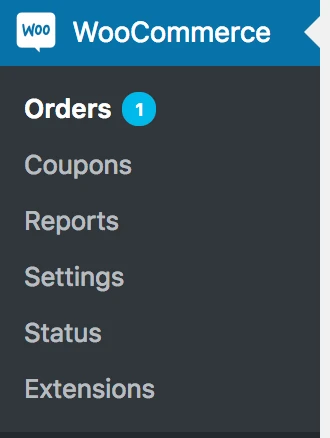 Woo WooCommerce
Orders 1
Coupons
Reports
Settings
Status
Extensions